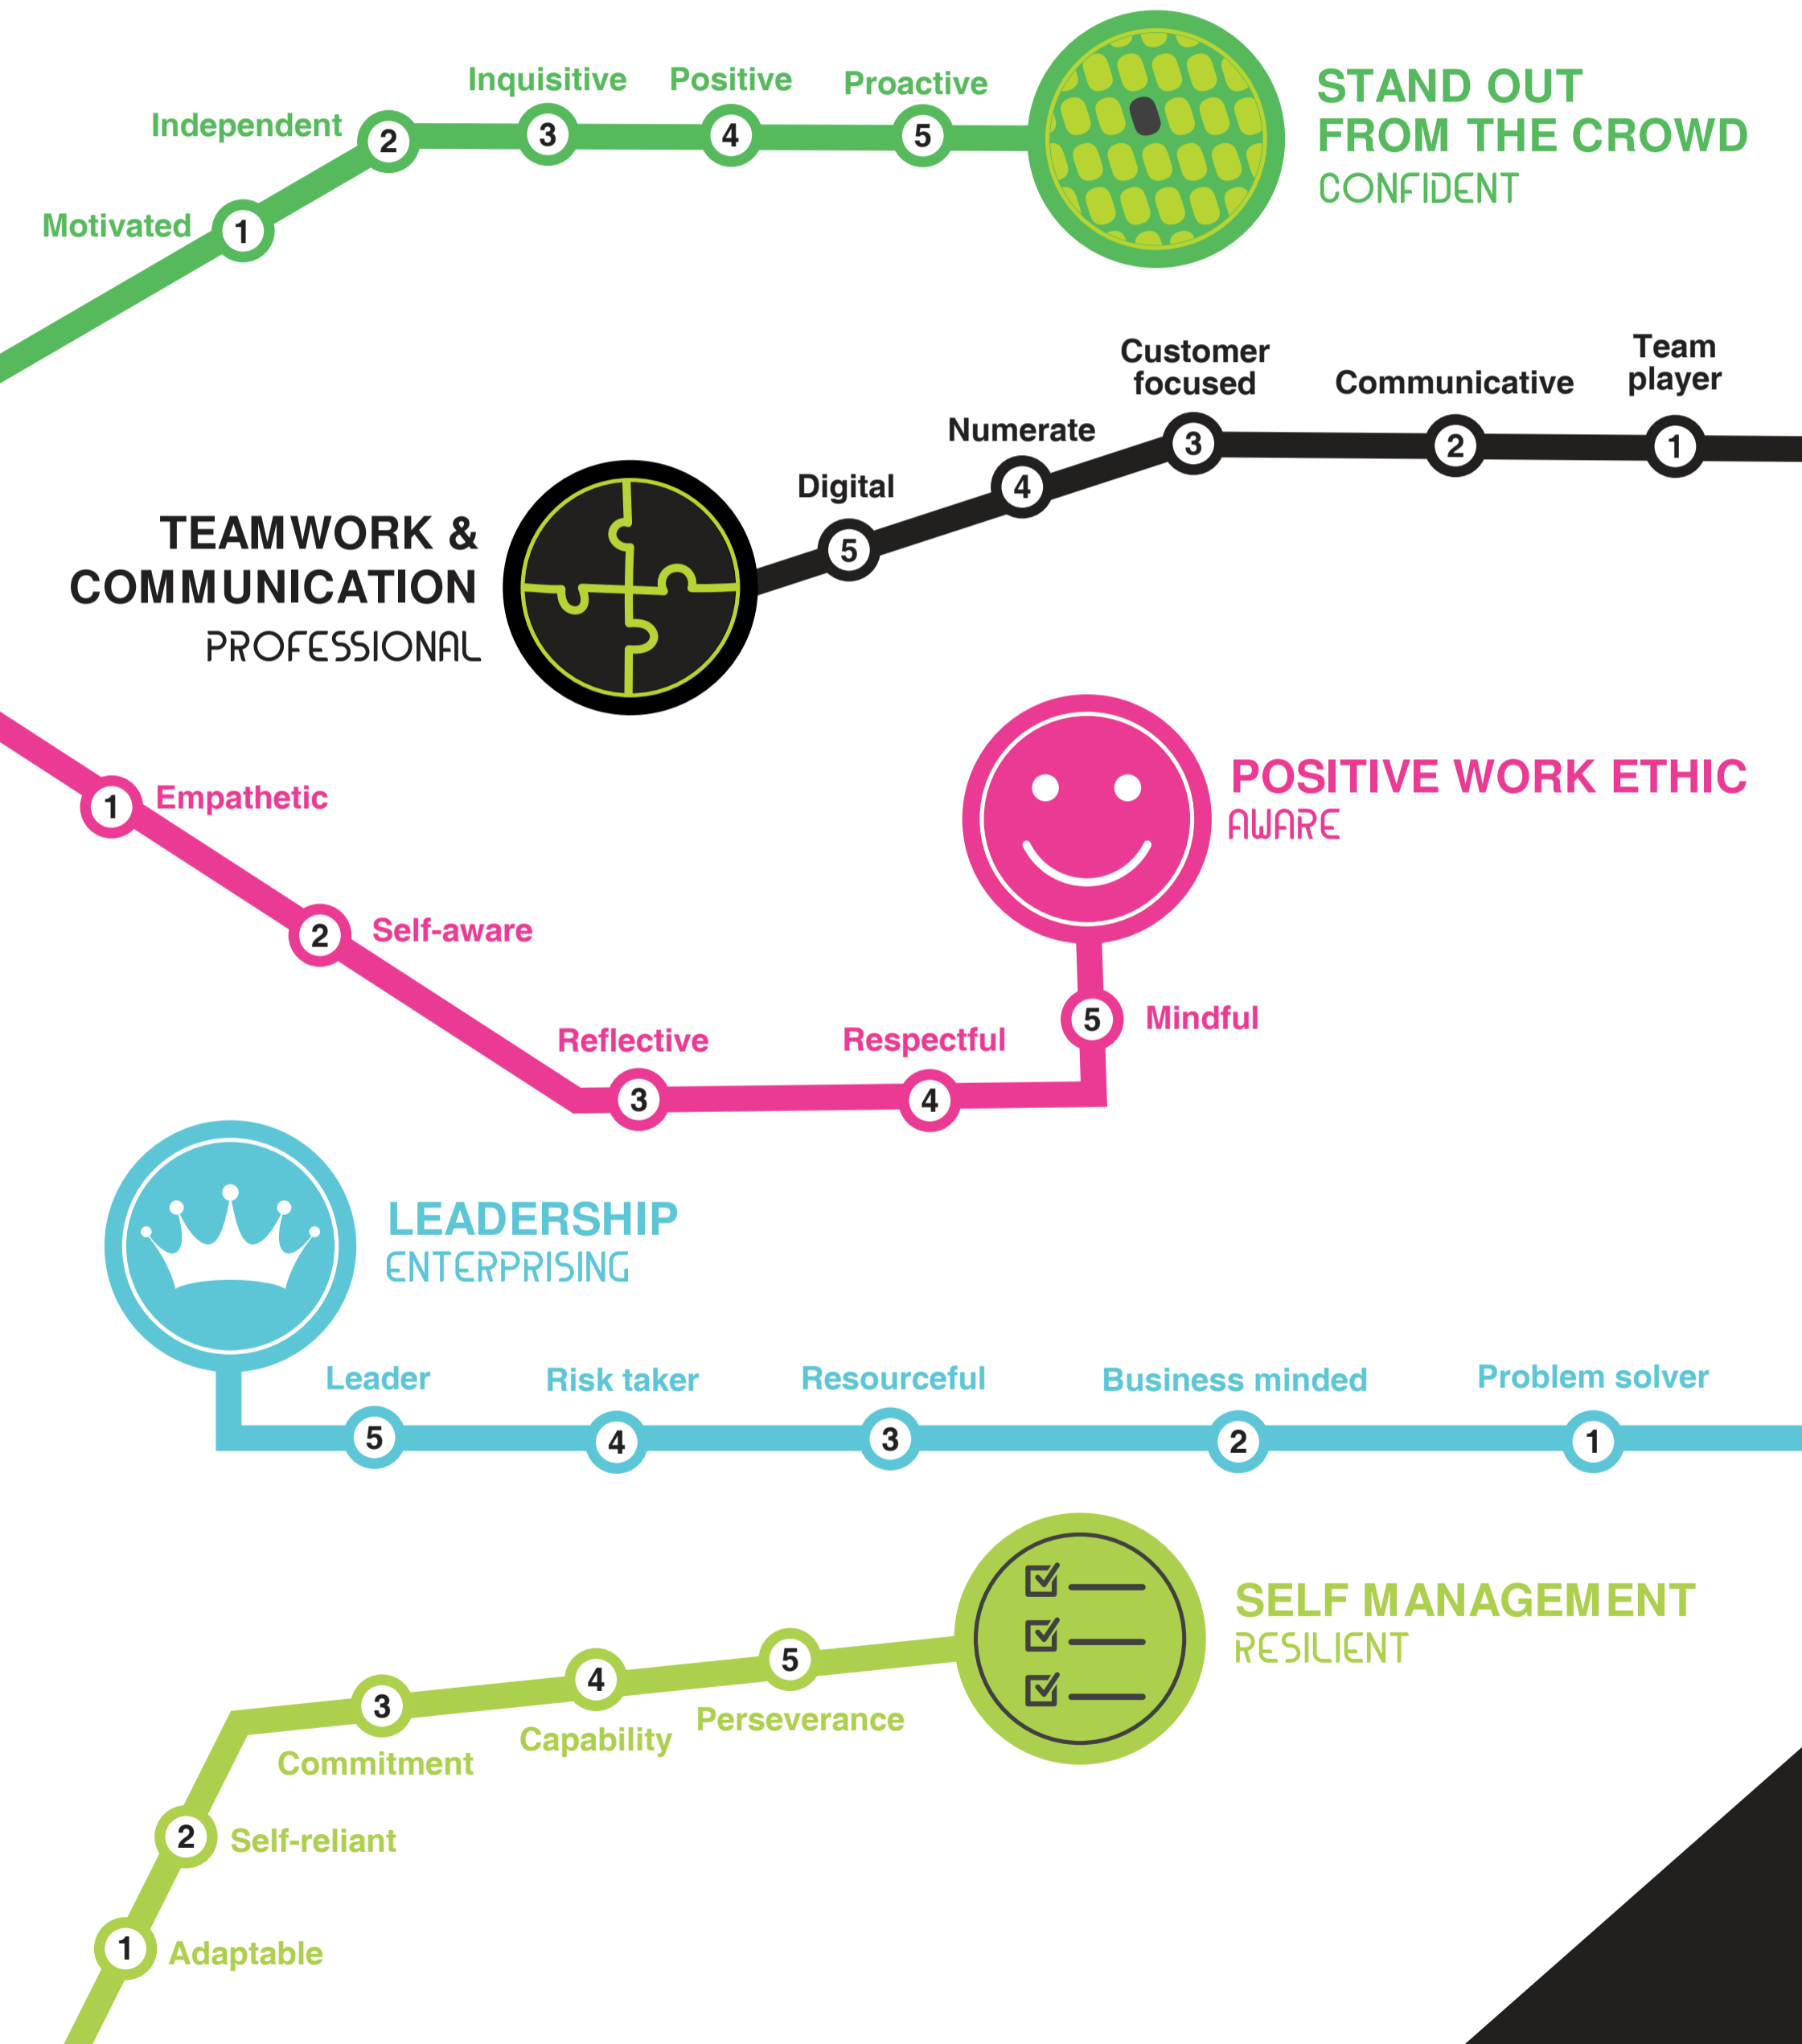 Inquisitive
Positive
Proactive
Independent
2
3
4
5
Motivated
1
STAND OUT
FROM THE CROWD
CONFIDENT
Team
player
Customer
focused
Communicative
Numerate
Digital
5
4
3
2
1
TEAMWORK &
COMMUNICATION
PROFESSIONAL
POSITIVE WORK ETHIC
AWARE
1
Empathetic
2
Self-aware
Reflective
3
Respectful
4
5
Mindful
LEADERSHIP
ENTERPRISING
Leader
Risk taker
Resourceful
Business minded
Problem solver
5
4
3
2
1
SELF MANAGEMENT
RESILIENT
5
Perseverance
4
Capability
3
Commitment
2
Self-reliant
1
Adaptable